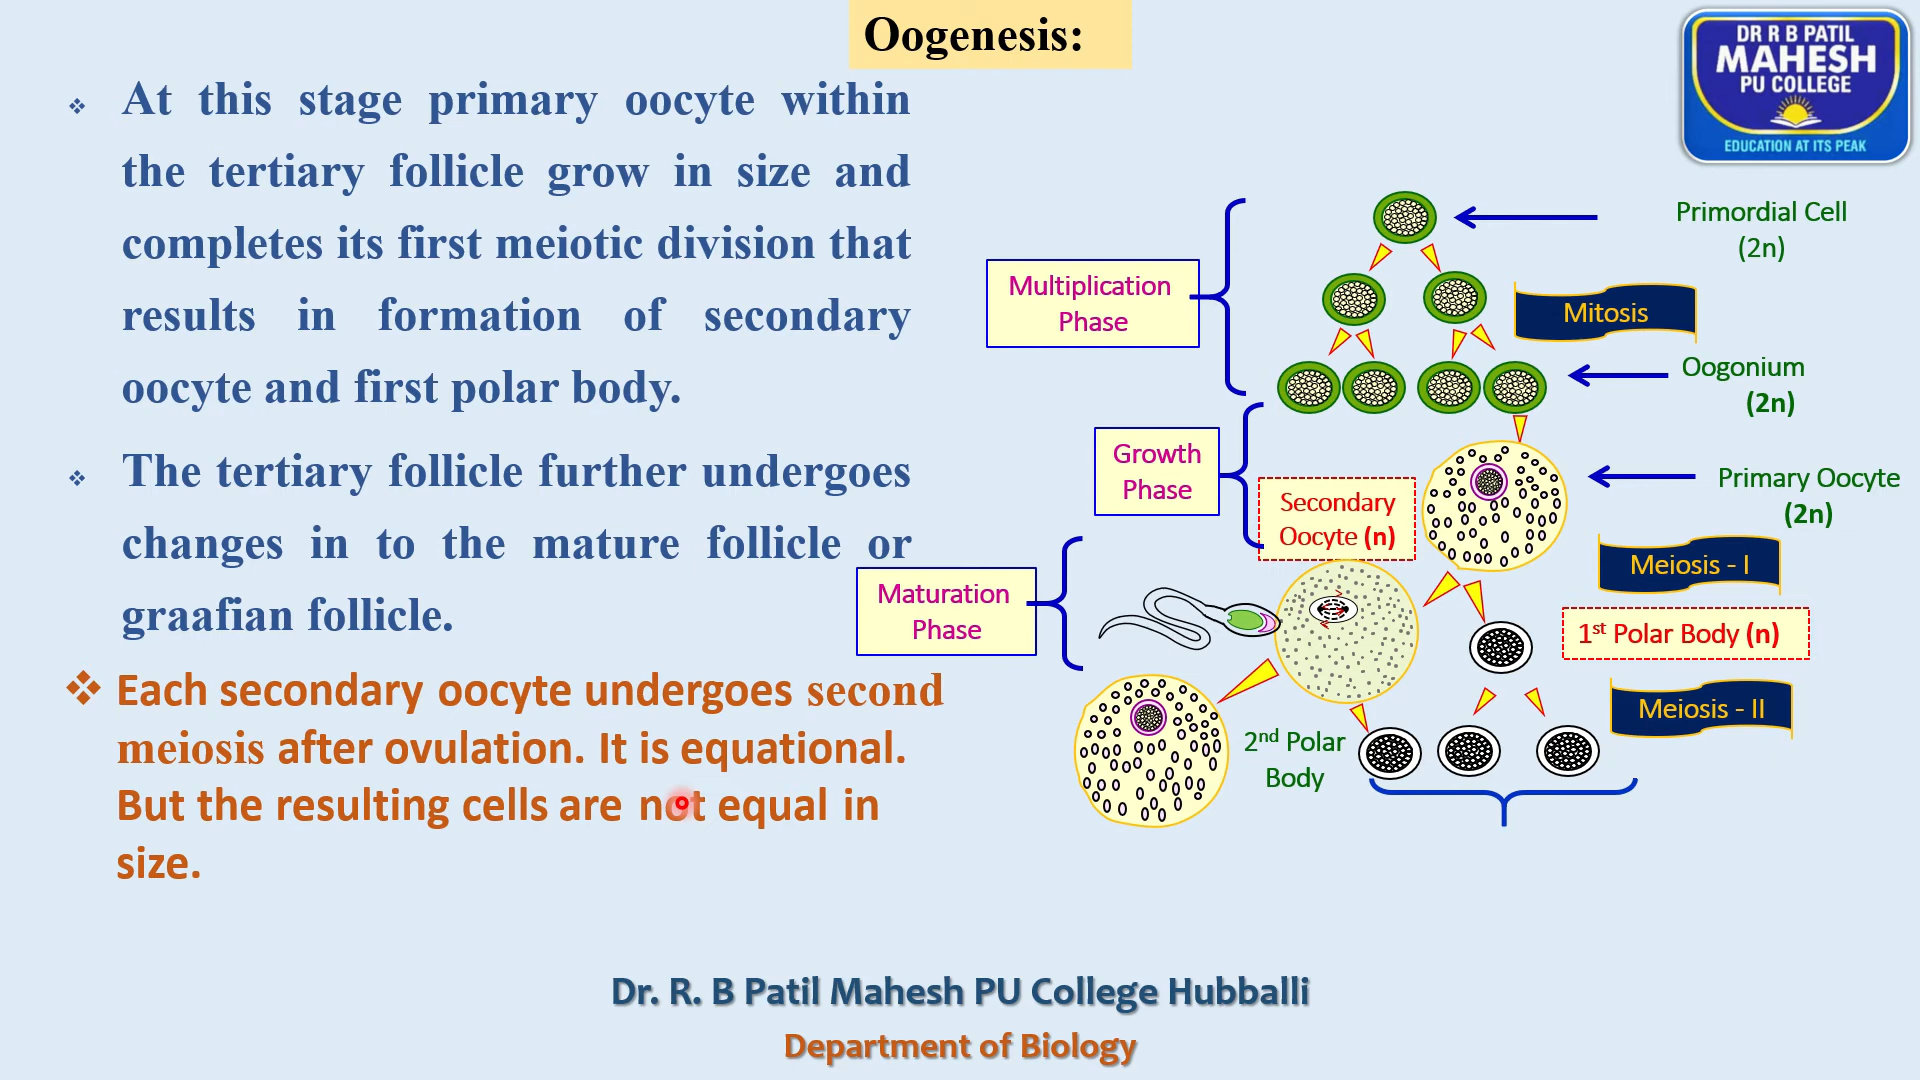 Oogenesis:
DR R B PATIL
MAHESH
PU COLLEGE
EDUCATION AT ITS PEAK
❖ At this stage primary oocyte within
the tertiary follicle grow in size and
completes its first meiotic division that
results in formation of secondary
oocyte and first polar body.
❖ The tertiary follicle further undergoes
changes in to the mature follicle or
graafian follicle.
❖ Each secondary oocyte undergoes second
meiosis after ovulation. It is equational.
But the resulting cells are not equal in
size.
Primordial Cell
(2n)
Multiplication
Phase
Mitosis
Oogonium
(2n)
Growth
Phase
Secondary
Oocyte (n)
Primary Oocyte
(2n)
Meiosis - I
Maturation
Phase
1st Polar Body (n)
Meiosis - II
2nd Polar
Body
Dr. R. B Patil Mahesh PU College Hubballi
Department of Biology